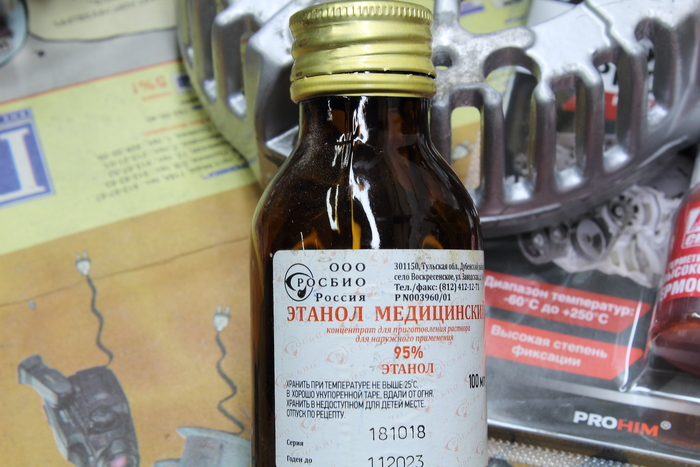 ООО
РОСБИО
Россия
301150, Тульская обл., Дубенский
село Воскресенское, ул. Заводская,
Тел./факс: (812) 412-12-71
Р N003960/01
ЭТАНОЛ МЕДИЦИНСКИ
концентрат для приготовления раствора
для наружного применения
95%
ЭТАНОЛ
100 м
ХРАНИТЬ ПРИ ТЕМПЕРАТУРЕ НЕ ВЫШЕ 25°С.
В ХОРОШО УКУПОРЕННОЙ ТАРЕ, ВДАЛИ ОТ ОГНЯ.
ХРАНИТЬ В НЕДОСТУПНОМ ДЛЯ ДЕТЕЙ МЕСТЕ.
ОТПУСК ПО РЕЦЕПТУ.
Серия
181018
Годен до
112023
Диапазон температур:
-60°C до +250°C
Высокая степень
фиксации
PROHIM®